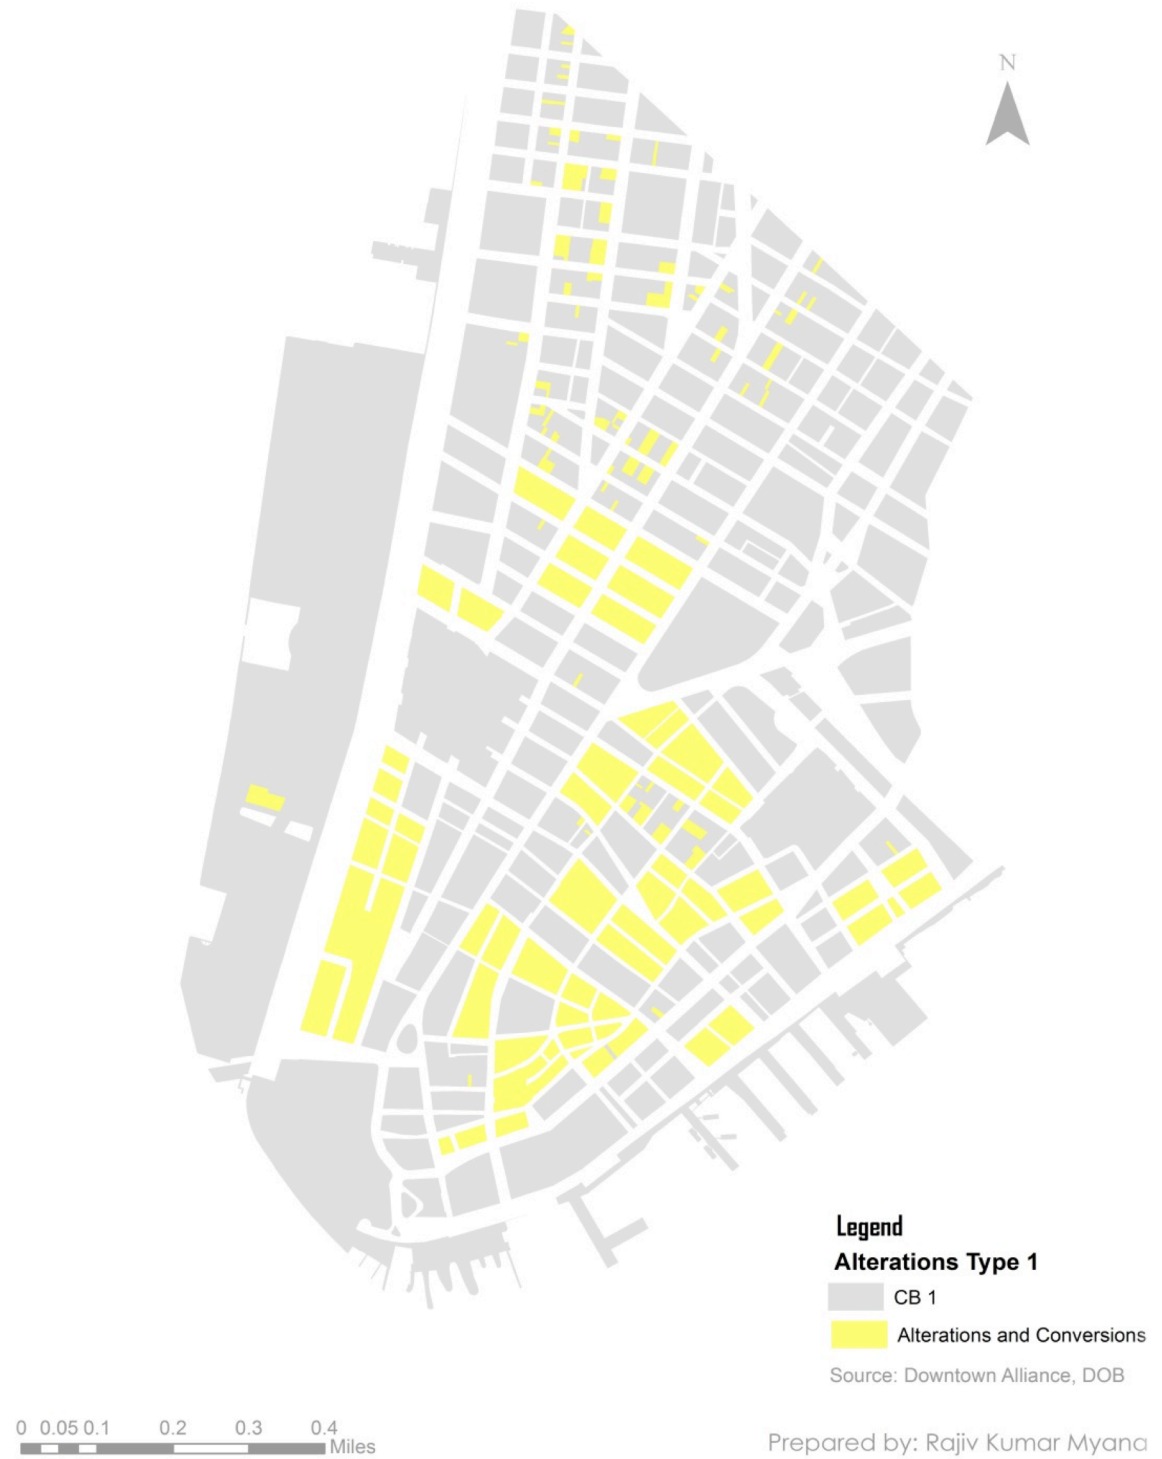 N
Legend
Alterations Type 1
CB 1
Alterations and Conversions
Source: Downtown Alliance, DOB
0 0.05 0.1 0.2 0.3 0.4
Miles
Prepared by: Rajiv Kumar Myana